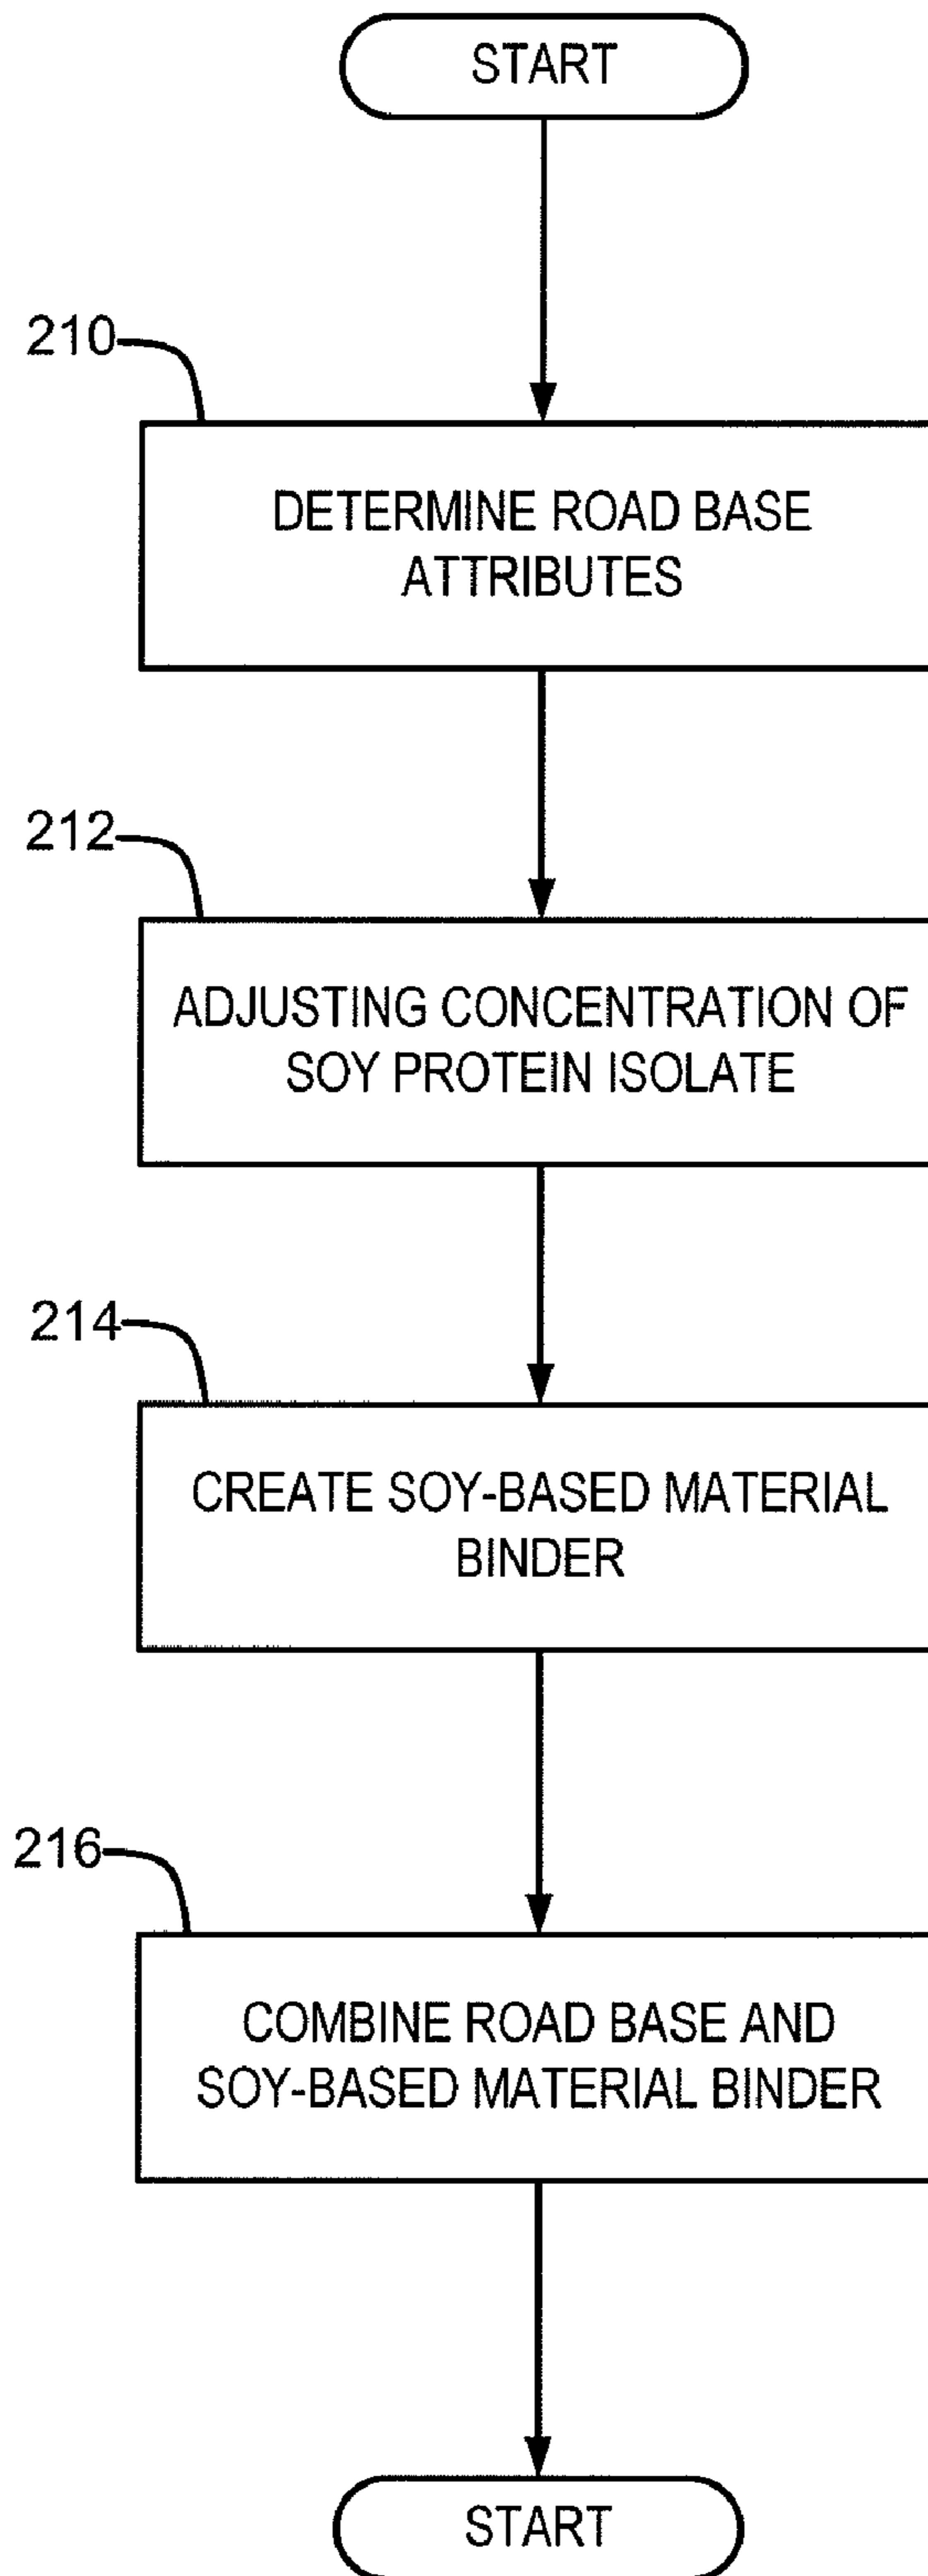 START
210
DETERMINE ROAD BASE
ATTRIBUTES
212
ADJUSTING CONCENTRATION OF
SOY PROTEIN ISOLATE
214
CREATE SOY-BASED MATERIAL
BINDER
216
COMBINE ROAD BASE AND
SOY-BASED MATERIAL BINDER
START